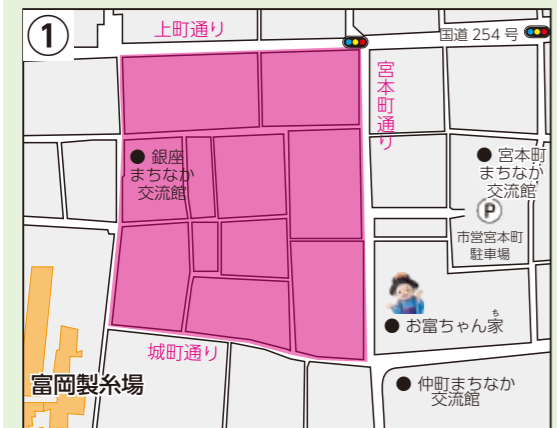 ①
上町通り
国道 254 号
宮本町通り
● 銀座
まちなか
交流館
● 宮本町
まちなか
交流館
P
市営宮本町
駐車場
ち
● お富ちゃん家
城町通り
富岡製糸場
● 仲町まちなか
交流館